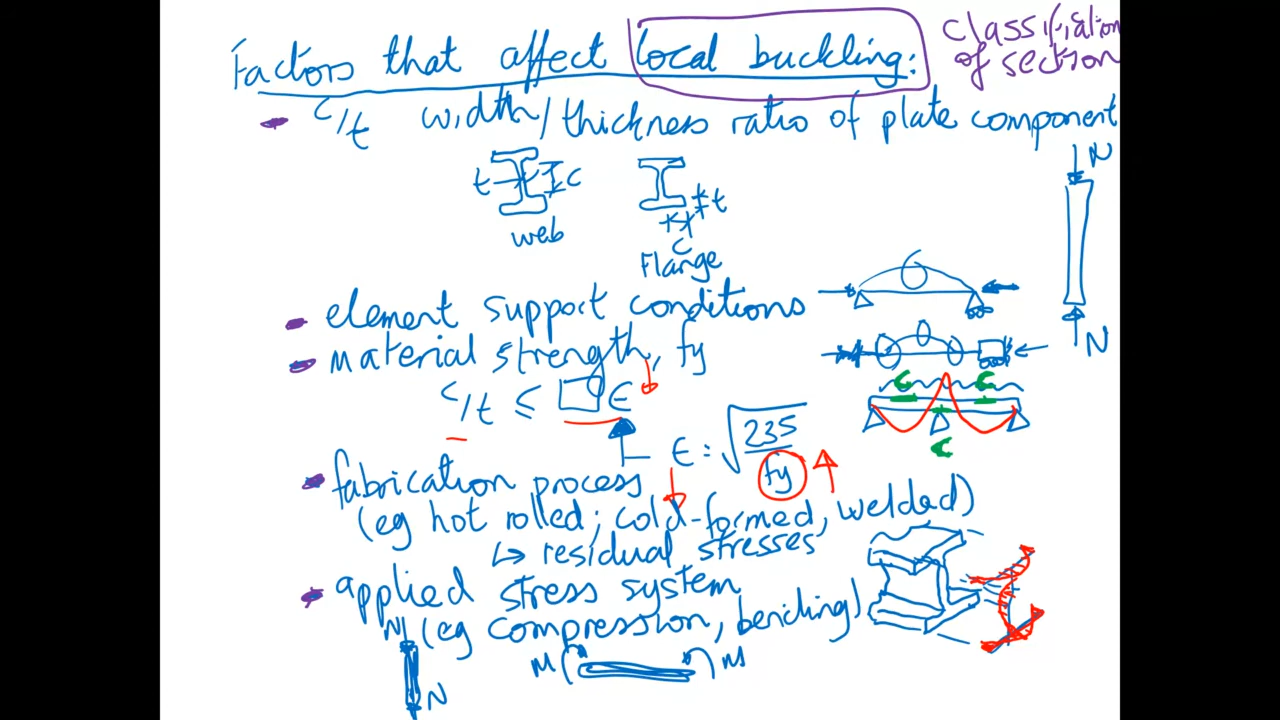 Factors that affect local buckling:
classification of section
• c/t width/thickness ratio of plate component
t c
web
t
c
Flange
N
N
• element support conditions
• material strength, fy
c/t ≤ □ ϵ
ϵ = √235/fy
C C
C
• fabrication process
(eg hot rolled; cold-formed, welded)
↳ residual stresses
• applied stress system
(eg compression, bending)
N
N
M M